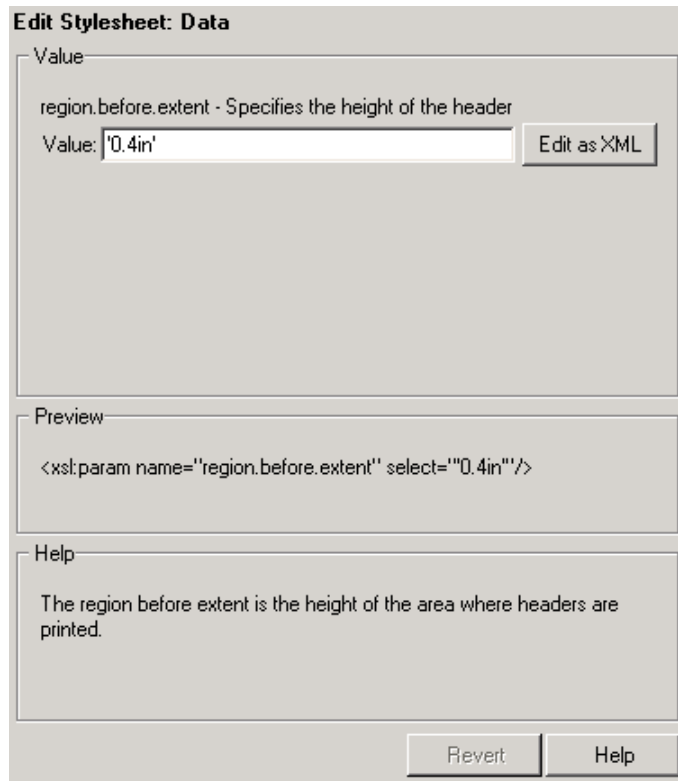 Edit Stylesheet: Data
Value
region.before.extent - Specifies the height of the header
Value: '0.4in' Edit as XML
Preview
<xsl:param name="region.before.extent" select="'0.4in'"/>
Help
The region before extent is the height of the area where headers are
printed.
Revert Help